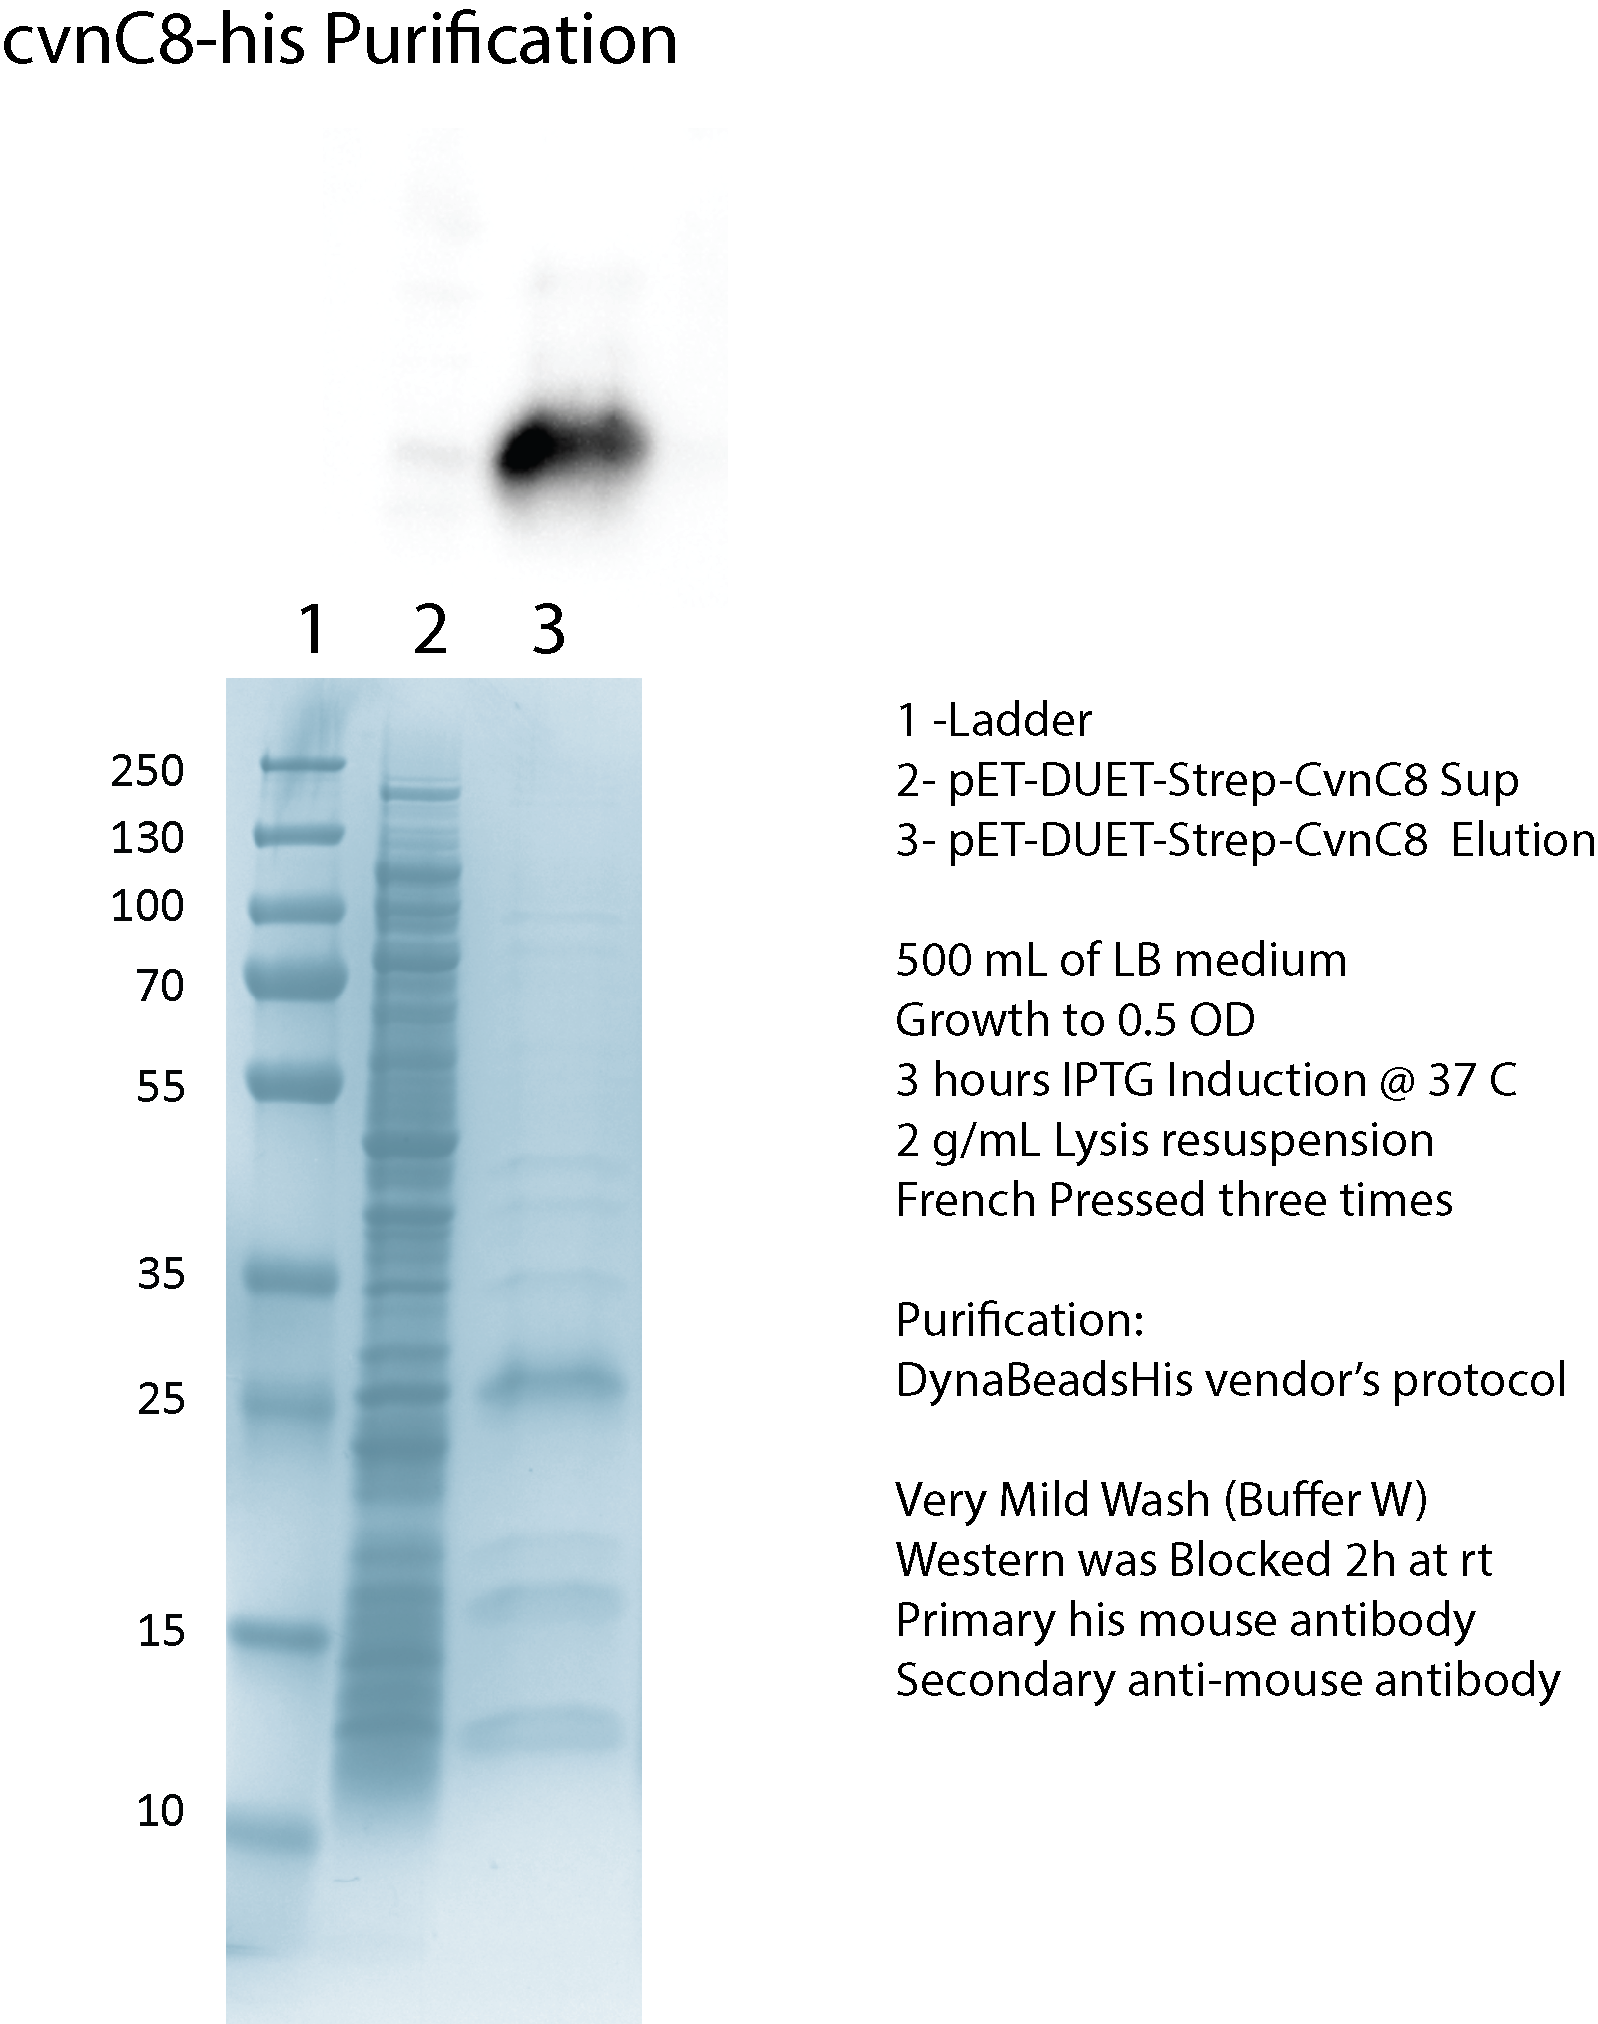 cvnC8-his Purification
1 2 3
250
130
100
70
55
35
25
15
10
1 -Ladder
2- pET-DUET-Strep-CvnC8 Sup
3- pET-DUET-Strep-CvnC8  Elution
500 mL of LB medium
Growth to 0.5 OD
3 hours IPTG Induction @ 37 C
2 g/mL Lysis resuspension
French Pressed three times
Purification:
DynaBeadsHis vendor’s protocol
Very Mild Wash (Buffer W)
Western was Blocked 2h at rt
Primary his mouse antibody
Secondary anti-mouse antibody